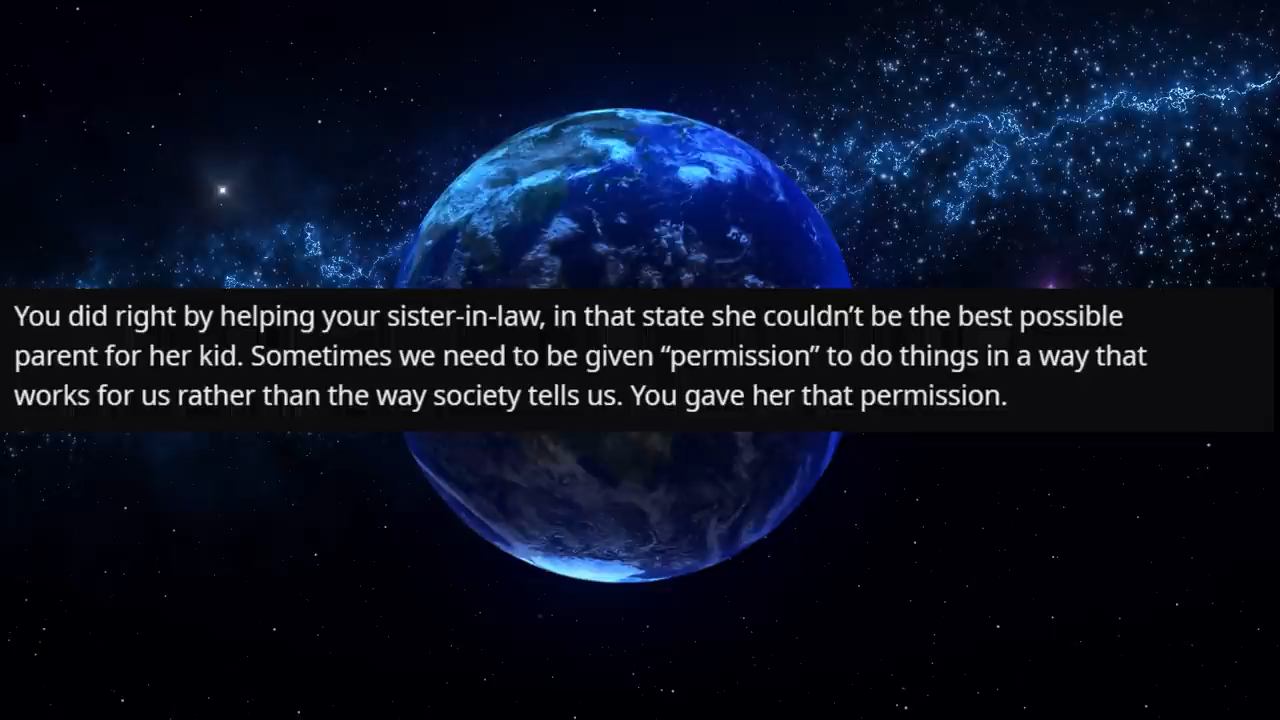 You did right by helping your sister-in-law, in that state she couldn’t be the best possible
parent for her kid. Sometimes we need to be given “permission” to do things in a way that
works for us rather than the way society tells us. You gave her that permission.